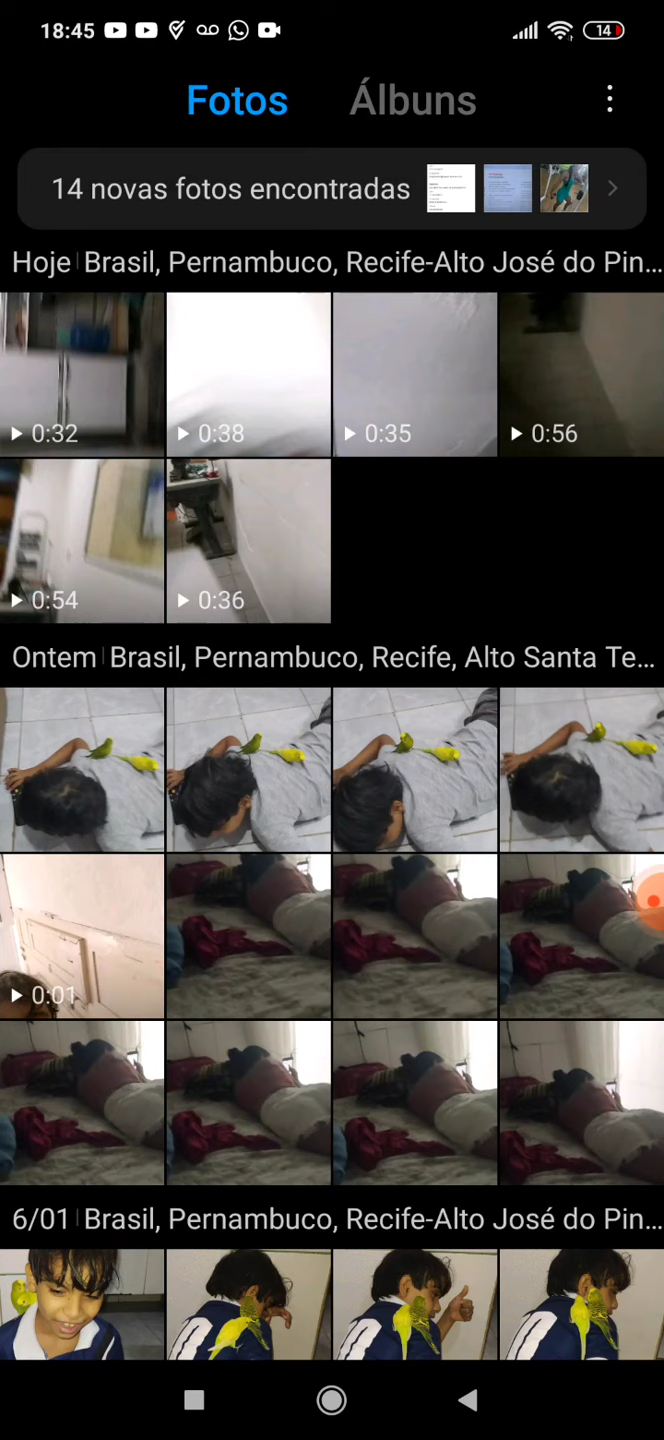 18:45
14
Fotos Álbuns
14 novas fotos encontradas
Hoje Brasil, Pernambuco, Recife-Alto José do Pin...
0:32 0:38 0:35 0:56
0:54 0:36
Ontem Brasil, Pernambuco, Recife, Alto Santa Te...
0:01
6/01 Brasil, Pernambuco, Recife-Alto José do Pin...